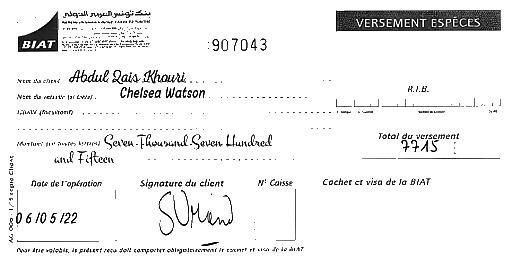 بنك تونس العربي الدولي
BIAT
VERSEMENT ESPÈCES
907043
Nom du client Abdul Qais Khouri
Nom du remettant (si tiers) Chelsea Watson
R.I.B.
Libellé (facultatif)
Montant (en toutes lettres) Seven Thousand Seven Hundred
and Fifteen
Total du versement
7715
Date de l'opération
Signature du client
N° Caisse
Cachet et visa de la BIAT
06/05/22
Pour être valable, le présent reçu doit comporter obligatoirement le cachet et visa de la BIAT